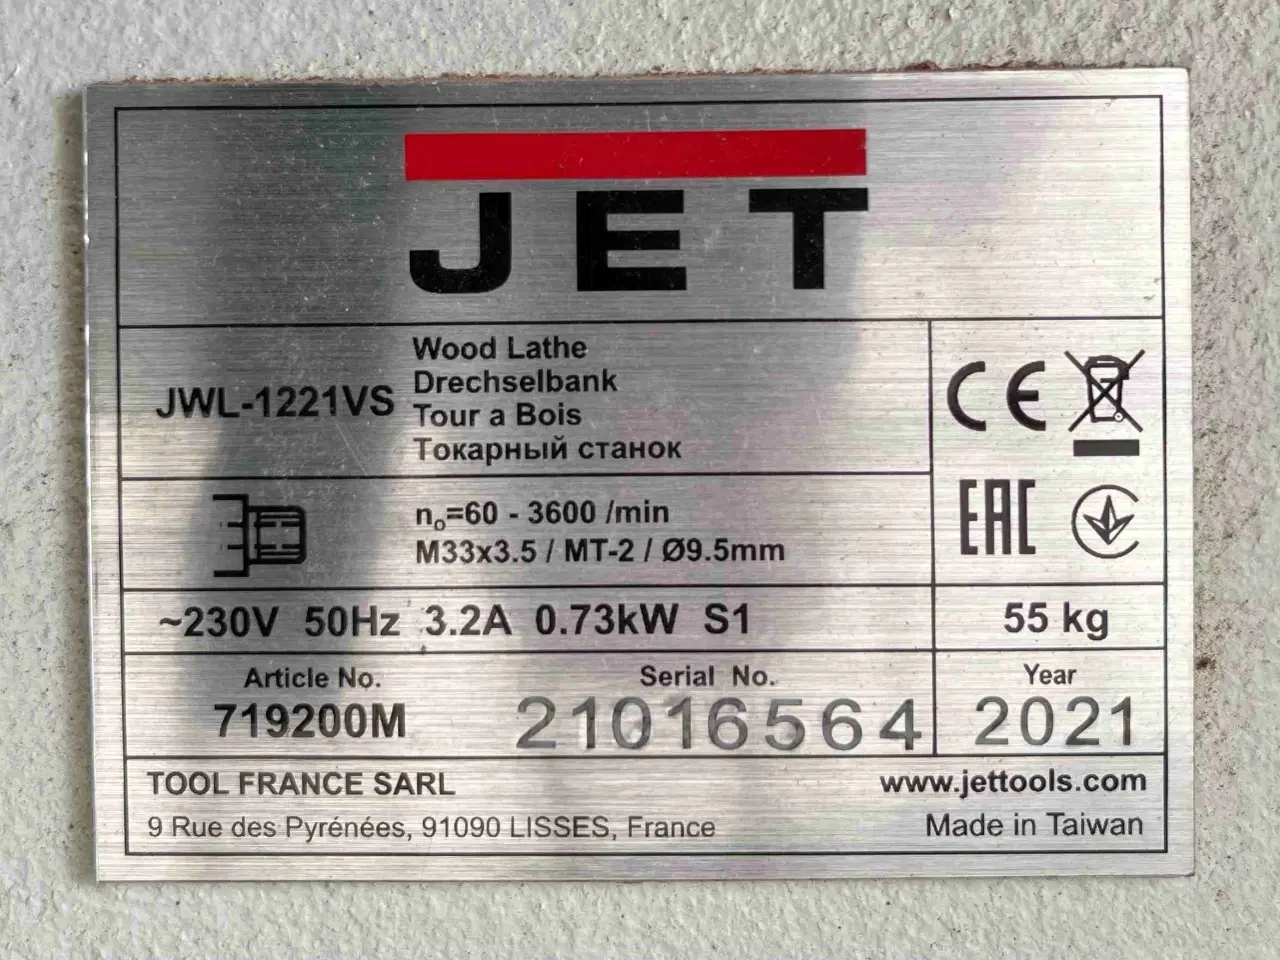 JET
JWL-1221VS
Wood Lathe
Drechselbank
Tour a Bois
Токарный станок
CE
EAC
n₀=60 - 3600 /min
M33x3.5 / MT-2 / Ø9.5mm
~230V 50Hz 3.2A 0.73kW S1
55 kg
Article No.
719200M
Serial No.
21016564
Year
2021
TOOL FRANCE SARL
www.jettools.com
9 Rue des Pyrénées, 91090 LISSES, France
Made in Taiwan